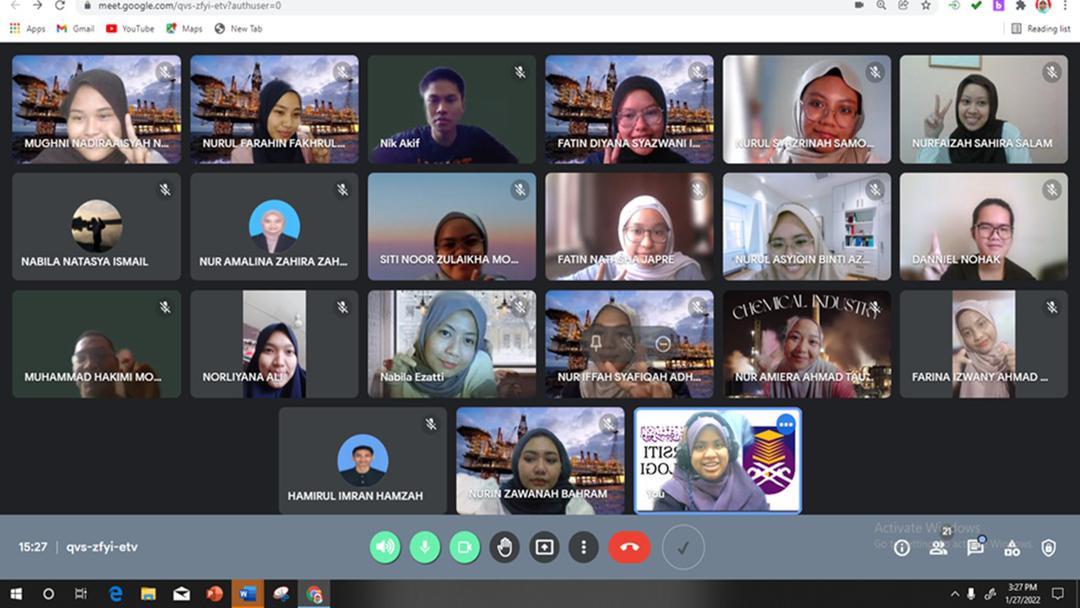 meet.google.com/qvs-zfyi-etv?authuser=0
Apps Gmail YouTube Maps New Tab Reading list
MUGHNI NADIRAAISYAH N...
NURUL FARAHIN FAKHRUL...
Nik Akif
FATIN DIYANA SYAZWANI I...
NURUL SYAZRINAH SAMO...
NURFAIZAH SAHIRA SALAM
NABILA NATASYA ISMAIL
NUR AMALINA ZAHIRA ZAH...
SITI NOOR ZULAIKHA MO...
FATIN NATASHA JAPRE
NURUL ASYIQIN BINTI AZ...
DANNIEL NOHAK
CHEMICAL INDUSTRY
MUHAMMAD HAKIMI MO...
NORLIYANA ALI
Nabila Ezatti
NUR IFFAH SYAFIQAH ADH...
NUR AMIERA AHMAD TAU...
FARINA IZWANY AHMAD ...
RSITI
LOGI
HAMIRUL IMRAN HAMZAH
NURIN ZAWANAH BAHRAM
You
Activate Windows
15:27 | qvs-zfyi-etv
21
3:27 PM
1/27/2022